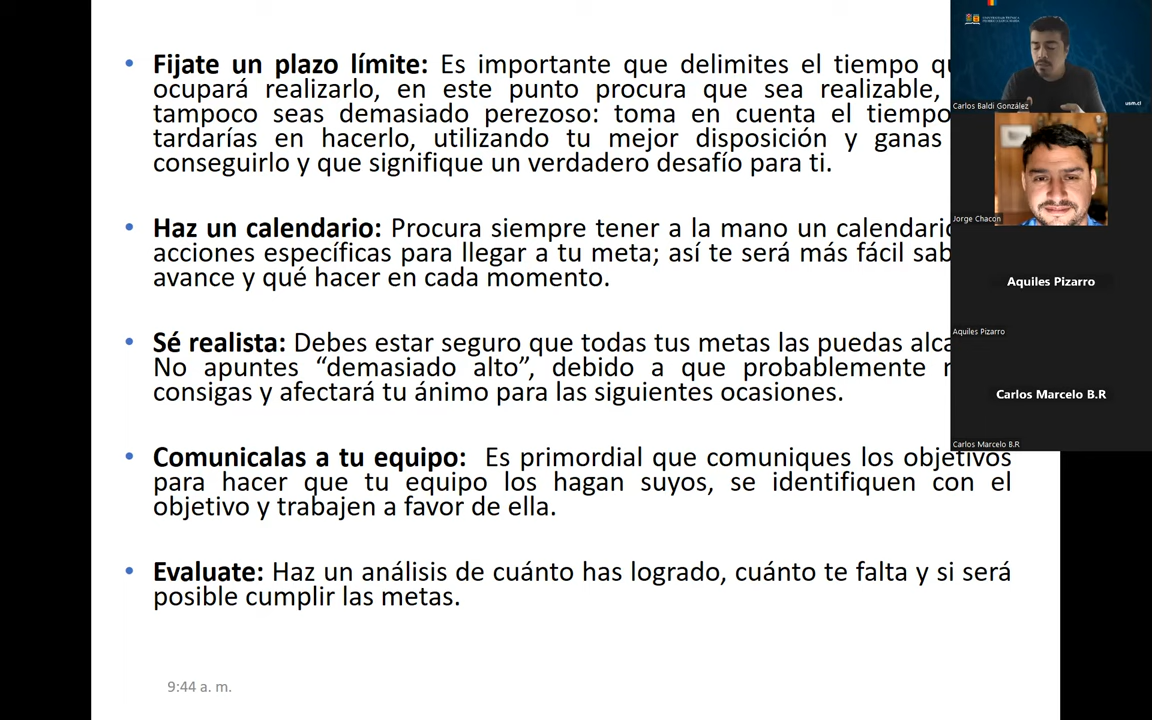 • Fijate un plazo límite: Es importante que delimites el tiempo
ocupará realizarlo, en este punto procura que sea realizable,
tampoco seas demasiado perezoso: toma en cuenta el tiempo
tardarías en hacerlo, utilizando tu mejor disposición y ganas
conseguirlo y que signifique un verdadero desafío para ti.
• Haz un calendario: Procura siempre tener a la mano un
acciones específicas para llegar a tu meta; así te será más fácil
avance y qué hacer en cada momento.
• Sé realista: Debes estar seguro que todas tus metas las puedas
No apuntes “demasiado alto”, debido a que probablemente
consigas y afectará tu ánimo para las siguientes ocasiones.
• Comunicalas a tu equipo: Es primordial que comuniques los objetivos
para hacer que tu equipo los hagan suyos, se identifiquen con el
objetivo y trabajen a favor de ella.
• Evaluate: Haz un análisis de cuánto has logrado, cuánto te falta y si será
posible cumplir las metas.
9:44 a. m.
usm.cl
Carlos Baldi González
Jorge Chacon
Aquiles Pizarro
Aquiles Pizarro
Carlos Marcelo B.R
Carlos Marcelo B.R